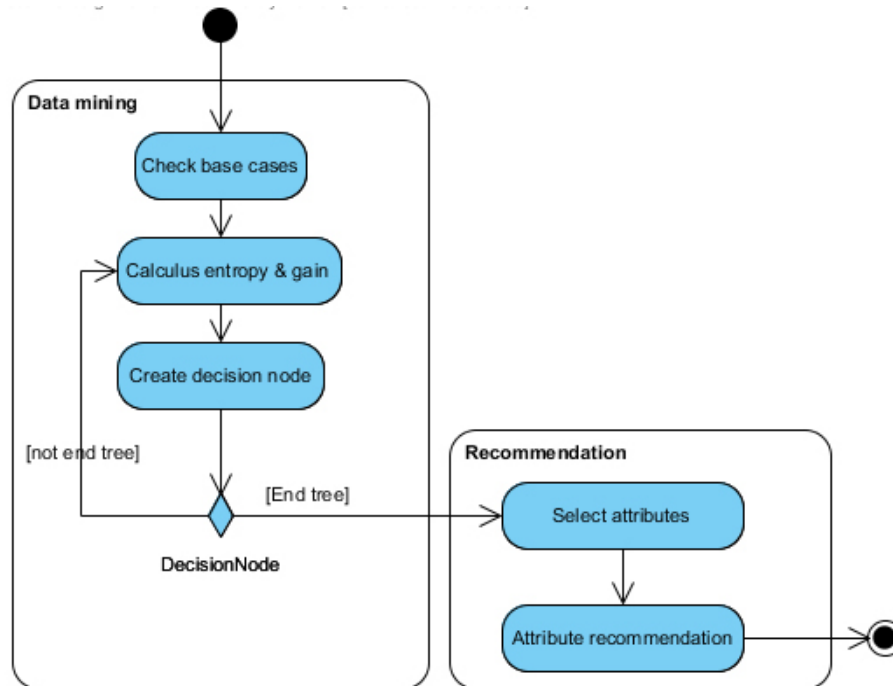 Data mining
Check base cases
Calculus entropy & gain
Create decision node
[not end tree]
[End tree]
DecisionNode
Recommendation
Select attributes
Attribute recommendation